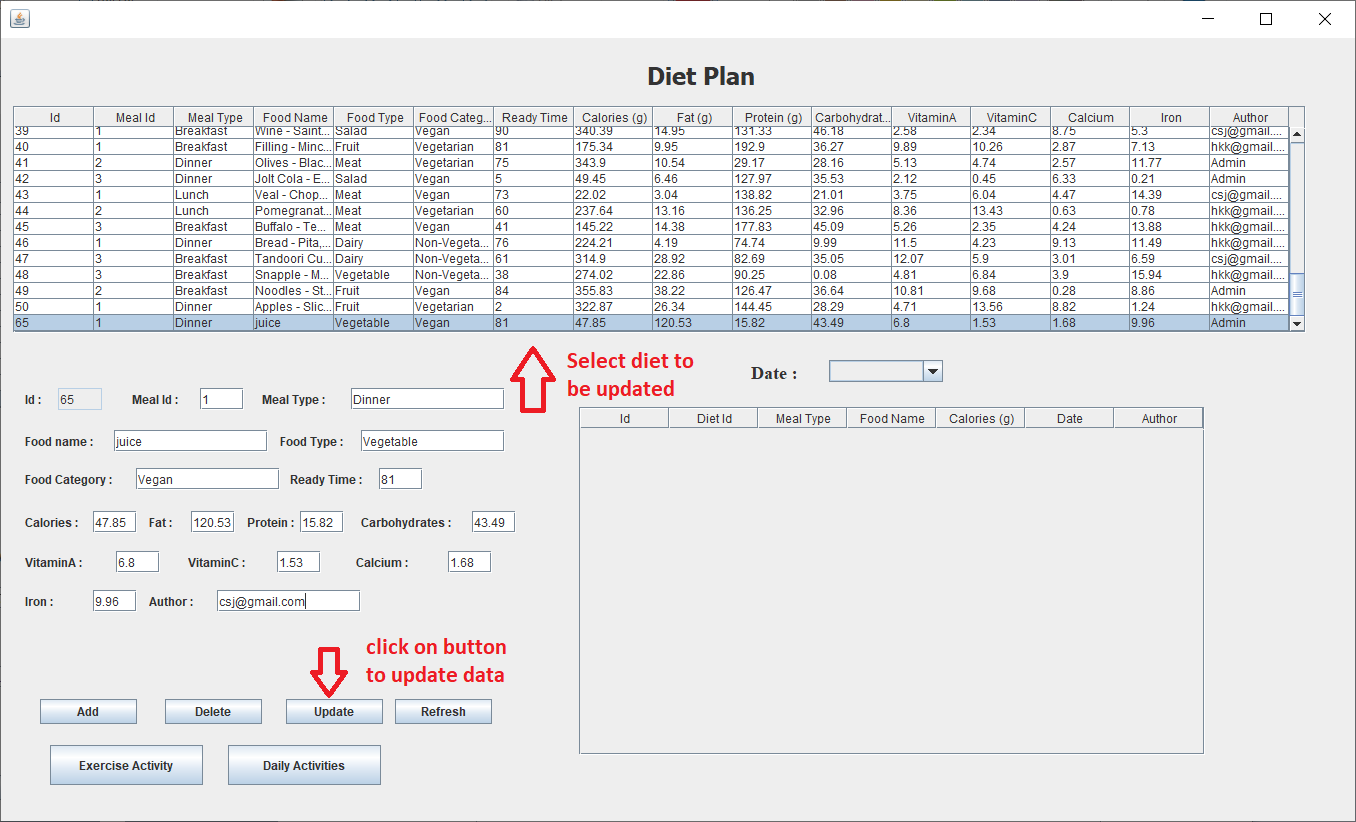 Diet Plan
Id Meal Id Meal Type Food Name Food Type Food Categ... Ready Time Calories (g) Fat (g) Protein (g) Carbohydrat... VitaminA VitaminC Calcium Iron Author
39 1 Breakfast Wine - Saint... Salad Vegan 90 340.39 14.95 131.33 46.18 2.58 2.34 8.75 5.3 csj@gmail....
40 1 Breakfast Filling - Minc... Fruit Vegetarian 81 175.34 9.95 192.9 36.27 9.89 10.26 2.87 7.13 hkk@gmail....
41 2 Dinner Olives - Blac... Meat Vegetarian 75 343.9 10.54 29.17 28.16 5.13 4.74 2.57 11.77 Admin
42 3 Dinner Jolt Cola - E... Salad Vegan 5 49.45 6.46 127.97 35.53 2.12 0.45 6.33 0.21 Admin
43 1 Lunch Veal - Chop... Meat Vegan 73 22.02 3.04 138.82 21.01 3.75 6.04 4.47 14.39 csj@gmail....
44 2 Lunch Pomegranat... Meat Vegetarian 60 237.64 13.16 136.25 32.96 8.36 13.43 0.63 0.78 hkk@gmail....
45 3 Breakfast Buffalo - Te... Meat Vegan 41 145.22 14.38 177.83 45.09 5.26 2.35 4.24 13.88 hkk@gmail....
46 1 Dinner Bread - Pita,... Dairy Non-Vegeta... 76 224.21 4.19 74.74 9.99 11.5 4.23 9.13 11.49 hkk@gmail....
47 3 Breakfast Tandoori Cu... Dairy Non-Vegeta... 61 314.9 28.92 82.69 35.05 12.07 5.9 3.01 6.59 csj@gmail....
48 3 Breakfast Snapple - M... Vegetable Non-Vegeta... 38 274.02 22.86 90.25 0.08 4.81 6.84 3.9 15.94 hkk@gmail....
49 2 Breakfast Noodles - St... Fruit Vegan 84 355.83 38.22 126.47 36.64 10.81 9.68 0.28 8.86 Admin
50 1 Dinner Apples - Slic... Fruit Vegetarian 2 322.87 26.34 144.45 28.29 4.71 13.56 8.82 1.24 hkk@gmail....
65 1 Dinner juice Vegetable Vegan 81 47.85 120.53 15.82 43.49 6.8 1.53 1.68 9.96 Admin
Select diet to
be updated
Date :
Id : 65 Meal Id : 1 Meal Type : Dinner
Id Diet Id Meal Type Food Name Calories (g) Date Author
Food name : juice Food Type : Vegetable
Food Category : Vegan Ready Time : 81
Calories : 47.85 Fat : 120.53 Protein : 15.82 Carbohydrates : 43.49
VitaminA : 6.8 VitaminC : 1.53 Calcium : 1.68
Iron : 9.96 Author : csj@gmail.com
click on button
to update data
Add Delete Update Refresh
Exercise Activity Daily Activities